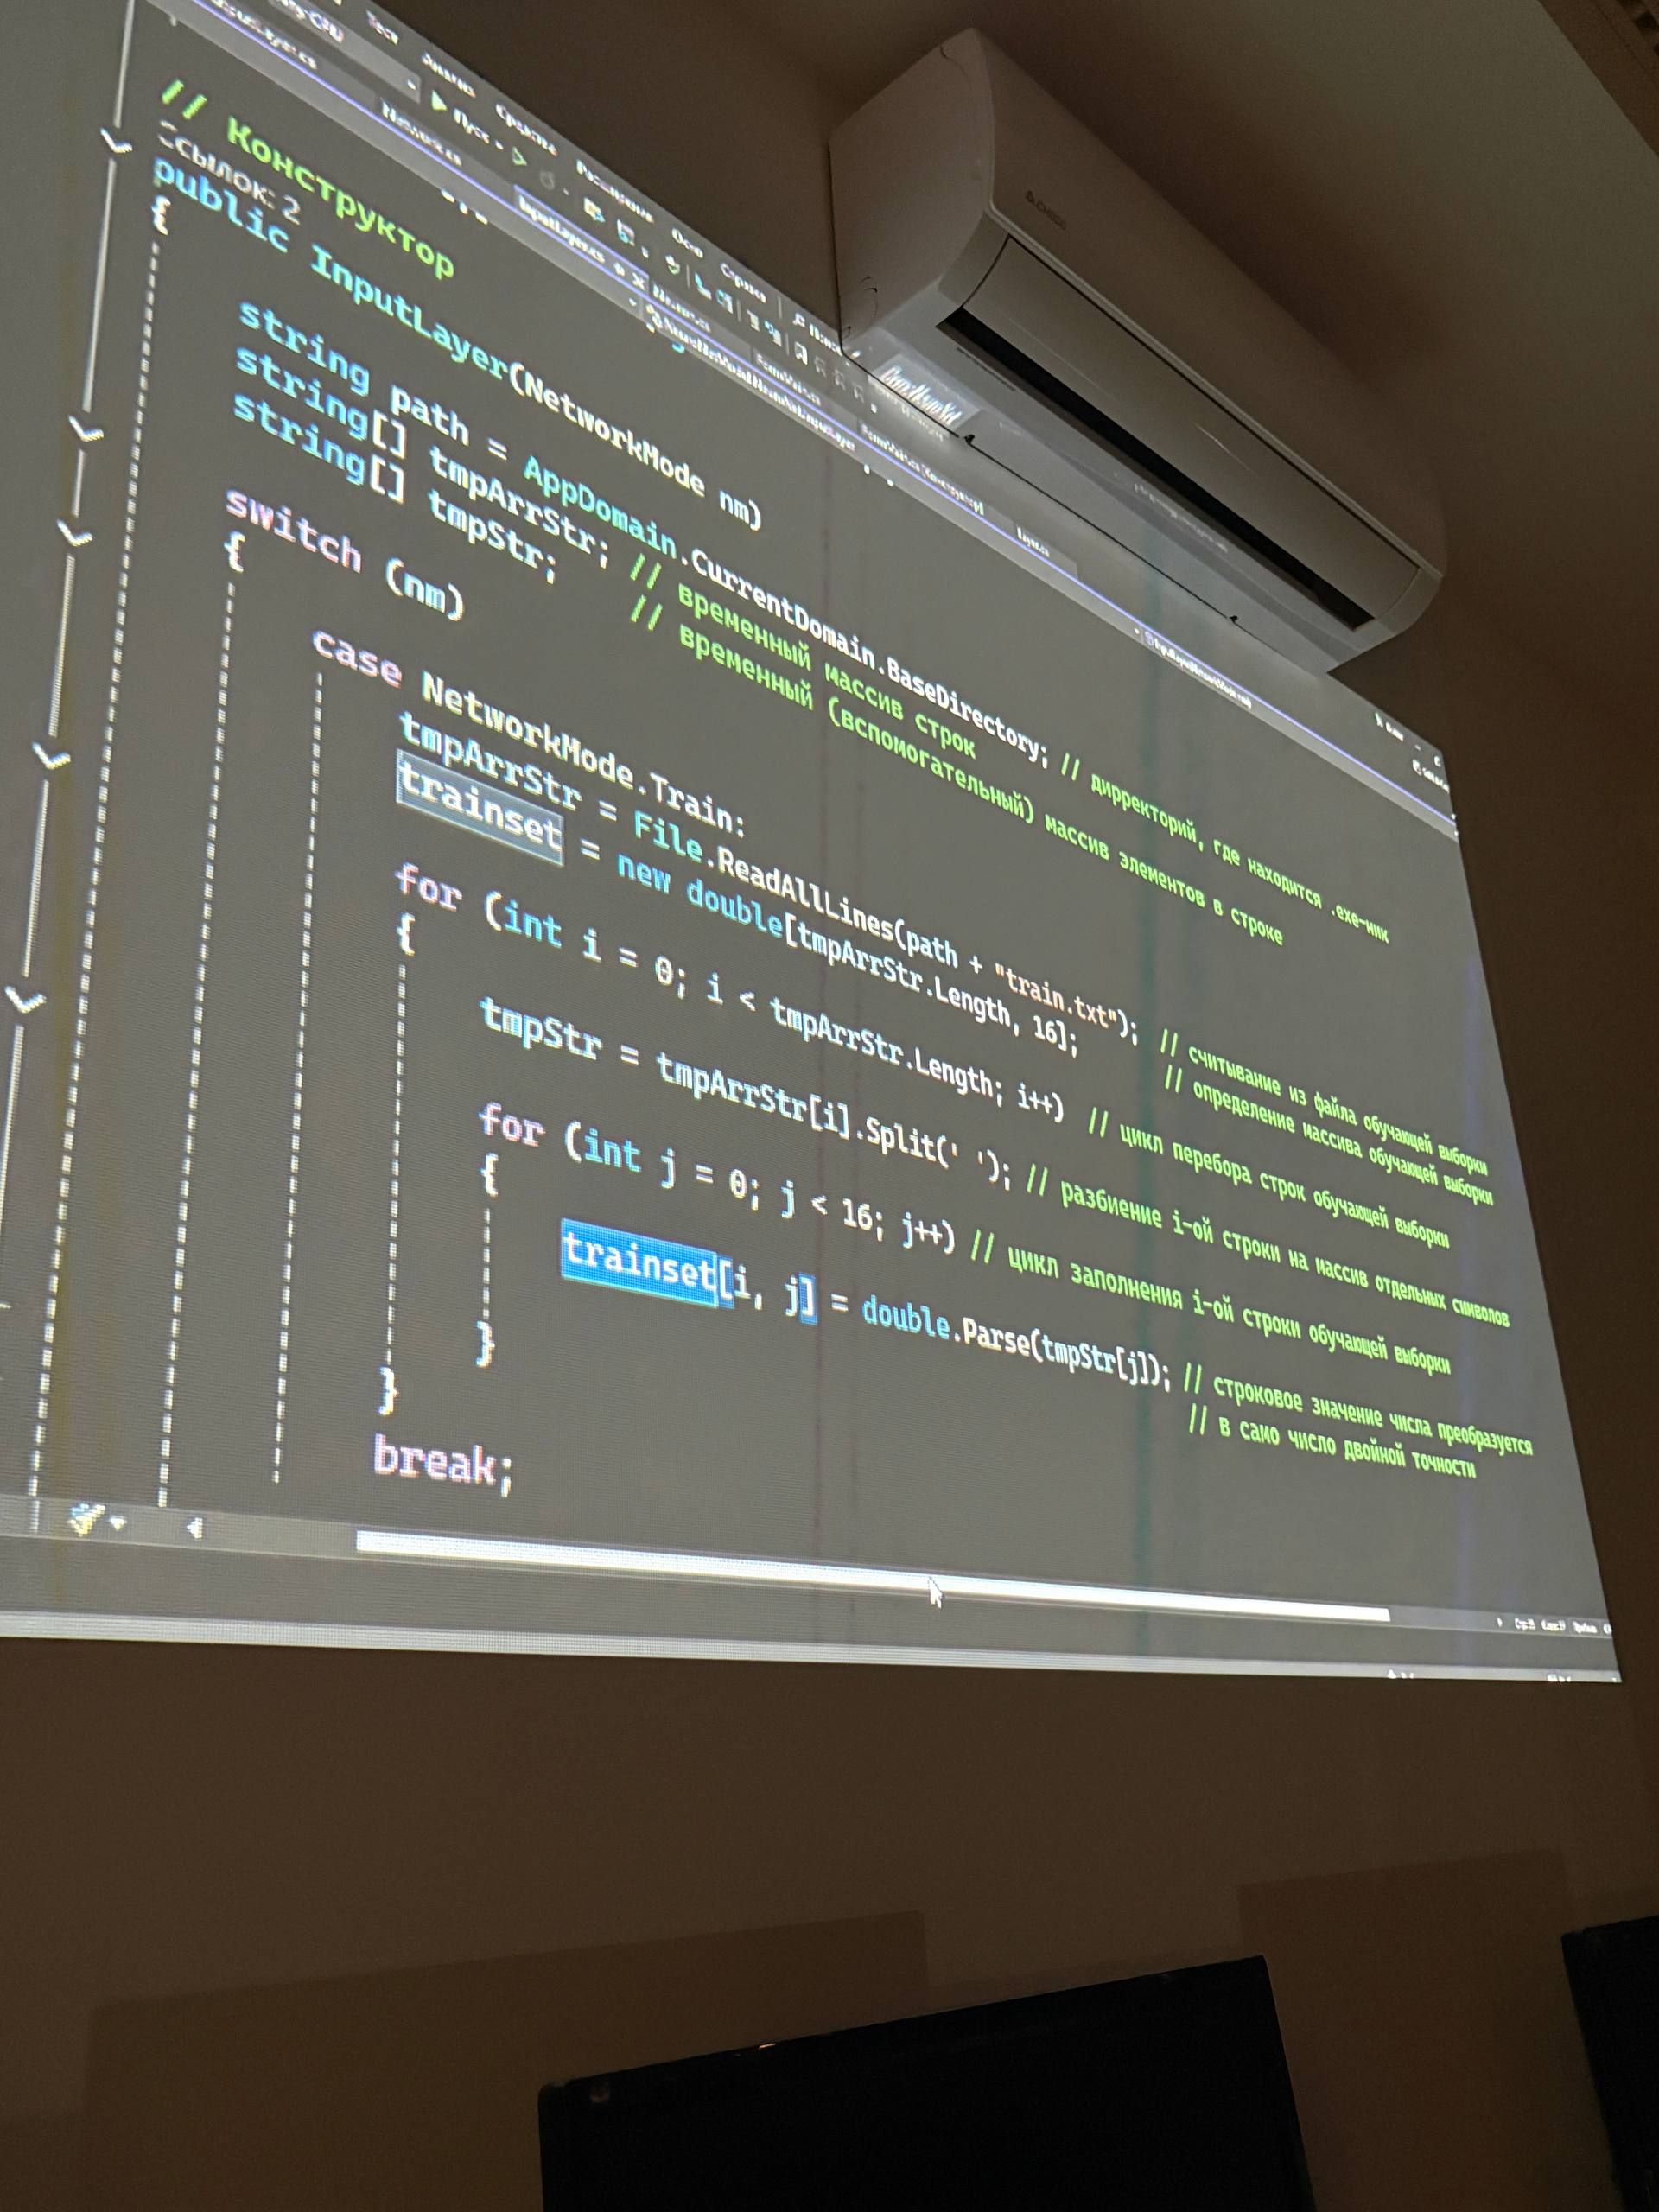 Пуск
Network.cs
InputLayer.cs
// Конструктор
Ссылок: 2
public InputLayer(NetworkMode nm)
{
string path = AppDomain.CurrentDomain.BaseDirectory; // дирректорий, где находится .exe-ник
string[] tmpArrStr; // временный массив строк
string[] tmpStr; // временный (вспомогательный) массив элементов в строке
switch (nm)
{
case NetworkMode.Train:
tmpArrStr = File.ReadAllLines(path + "train.txt"); // считывание из файла обучающей выборки
trainset = new double[tmpArrStr.Length, 16]; // определение массива обучающей выборки
for (int i = 0; i < tmpArrStr.Length; i++) // цикл перебора строк обучающей выборки
{
tmpStr = tmpArrStr[i].Split(' '); // разбиение i-ой строки на массив отдельных символов
for (int j = 0; j < 16; j++) // цикл заполнения i-ой строки обучающей выборки
{
trainset[i, j] = double.Parse(tmpStr[j]); // строковое значение числа преобразуется
// в само число двойной точности
}
}
break;